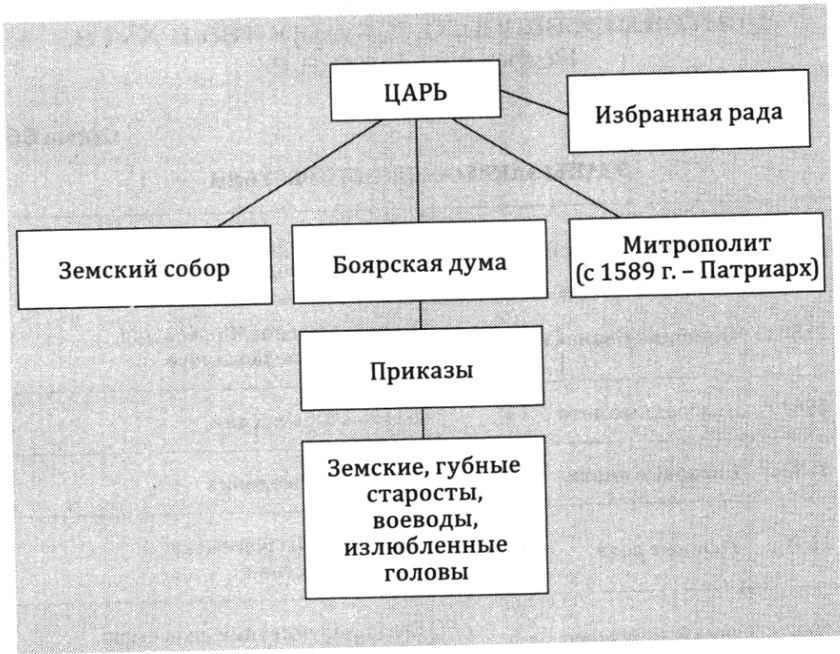 ЦАРЬ
Избранная рада
Земский собор
Боярская дума
Митрополит
(с 1589 г. – Патриарх)
Приказы
Земские, губные
старосты,
воеводы,
излюбленные
головы